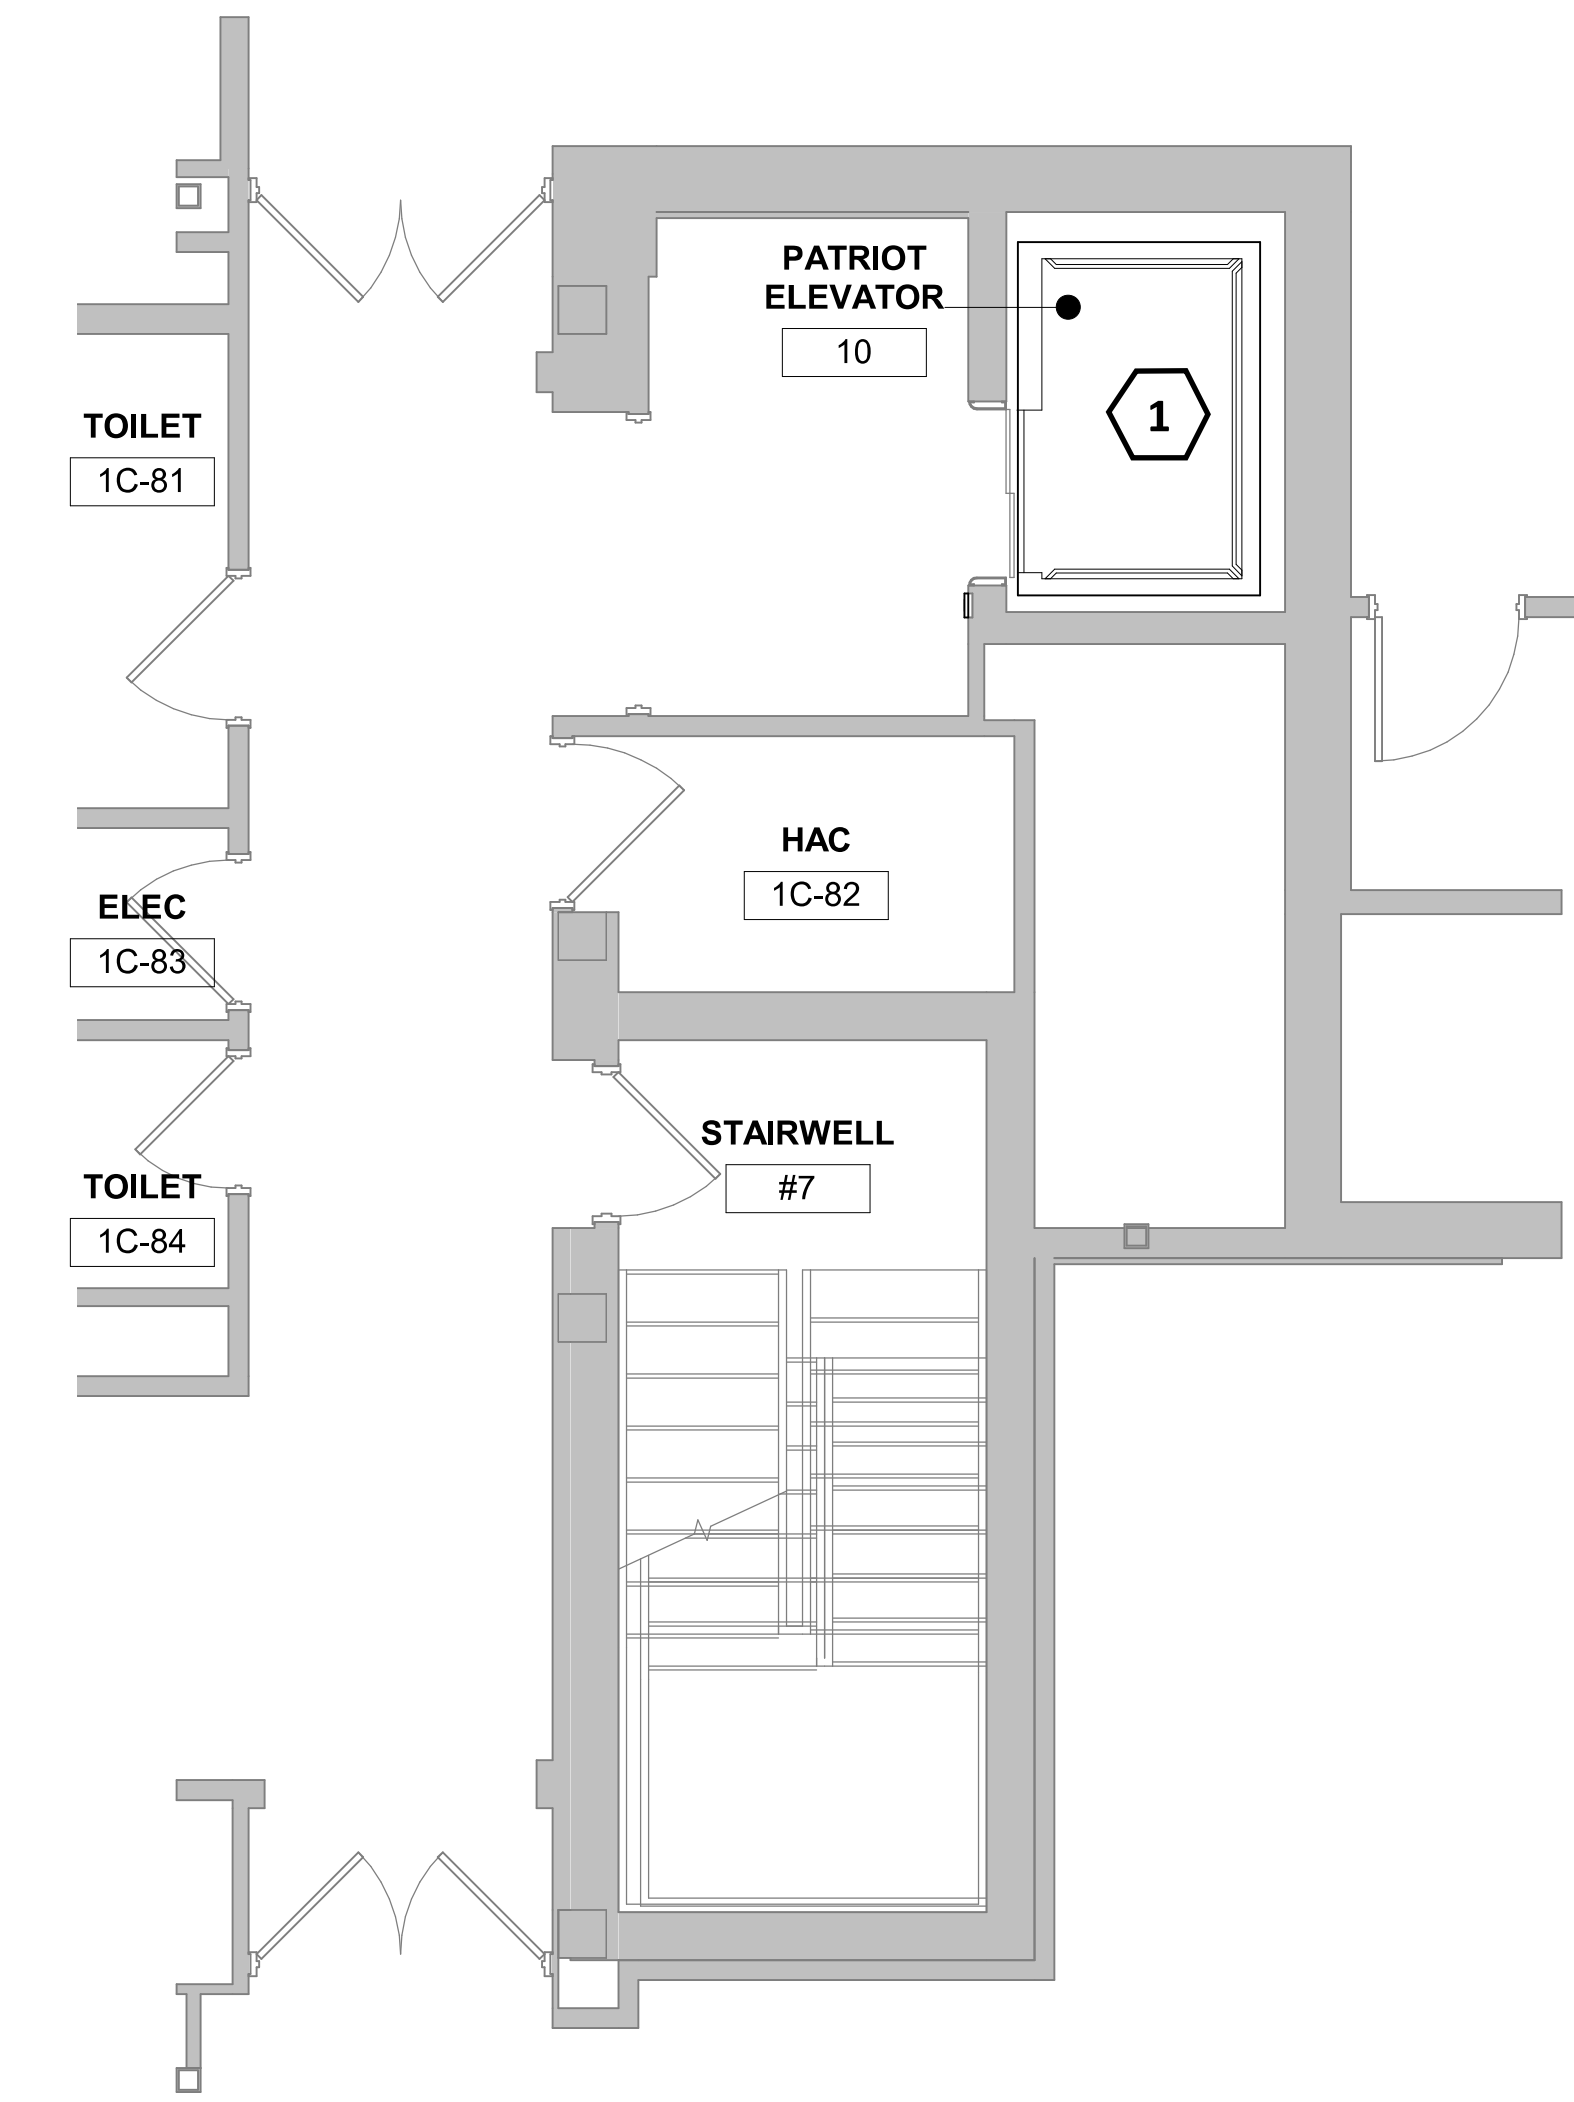 PATRIOT
ELEVATOR
10
1
TOILET
1C-81
HAC
1C-82
ELEC
1C-83
STAIRWELL
#7
TOILET
1C-84